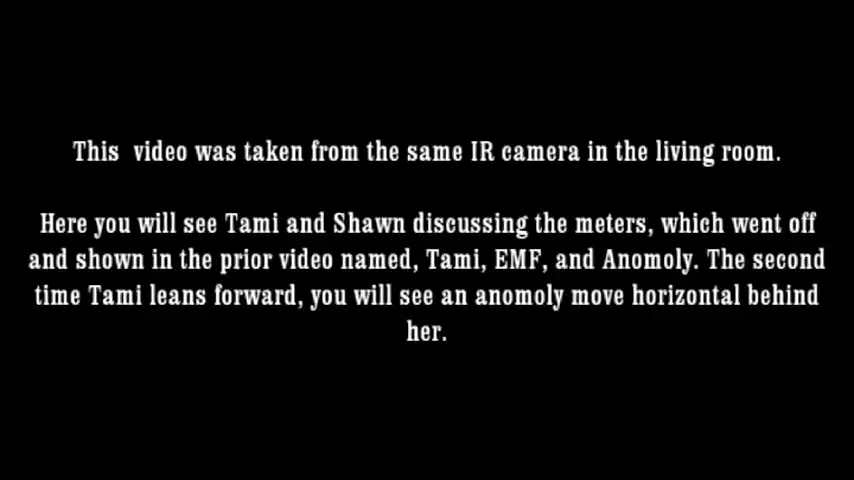 This  video was taken from the same IR camera in the living room.
Here you will see Tami and Shawn discussing the meters, which went off
and shown in the prior video named, Tami, EMF, and Anomoly. The second
time Tami leans forward, you will see an anomoly move horizontal behind
her.